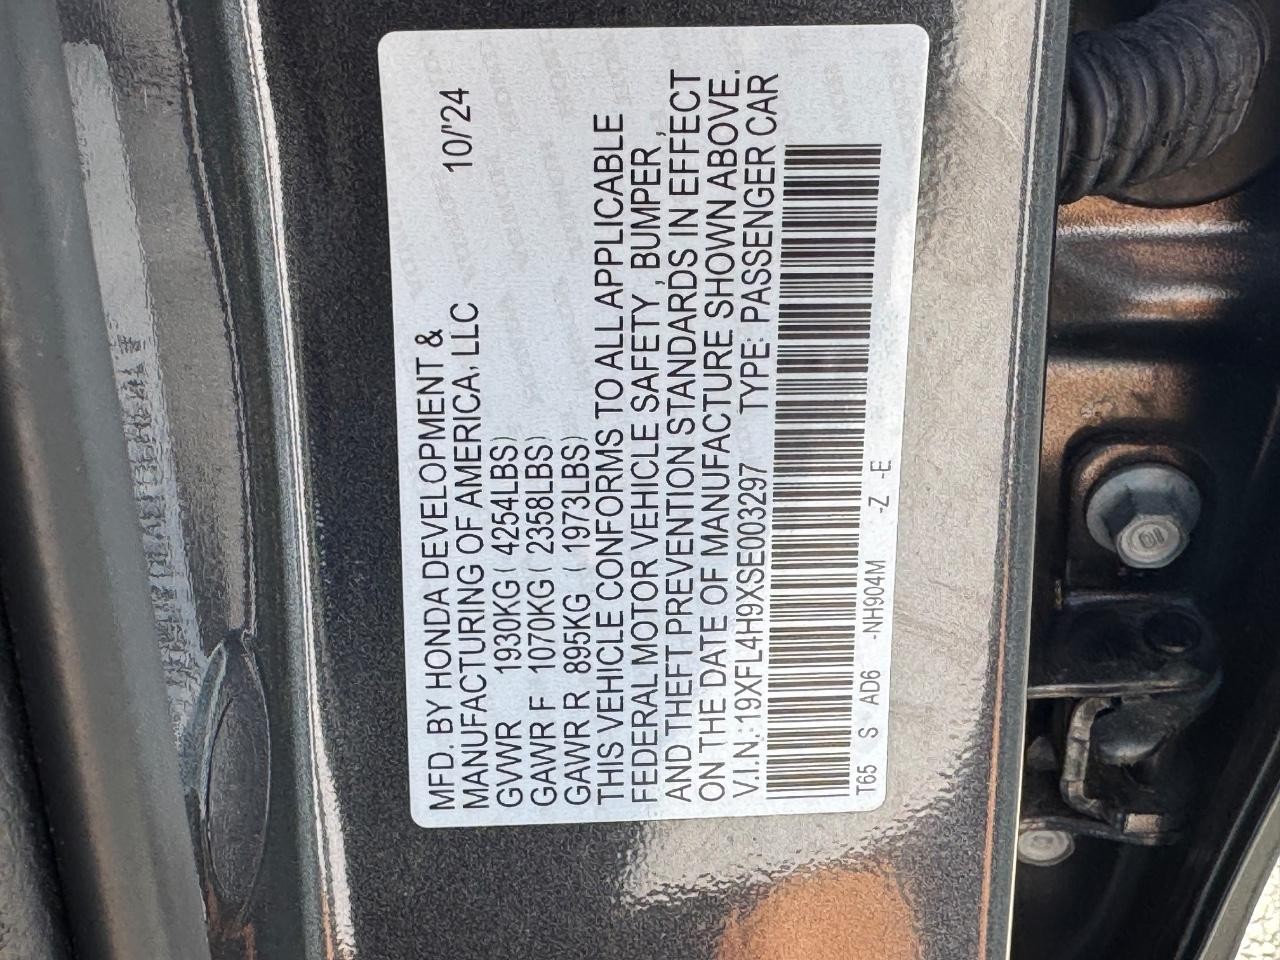 MFD. BY HONDA DEVELOPMENT &
MANUFACTURING OF AMERICA, LLC 10/'24
GVWR 1930KG ( 4254LBS)
GAWR F 1070KG ( 2358LBS)
GAWR R 895KG ( 1973LBS)
THIS VEHICLE CONFORMS TO ALL APPLICABLE
FEDERAL MOTOR VEHICLE SAFETY, BUMPER,
AND THEFT PREVENTION STANDARDS IN EFFECT
ON THE DATE OF MANUFACTURE SHOWN ABOVE.
V.I.N.:19XFL4H9XSE003297 TYPE: PASSENGER CAR
T65 S AD6 -NH904M -Z -E